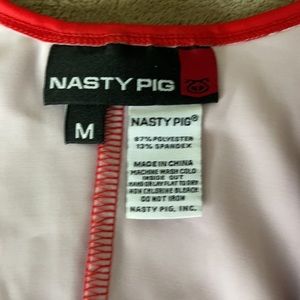 NASTY PIG
M
NASTY PIG®
87% POLYESTER
13% SPANDEX
MADE IN CHINA
MACHINE WASH COLD
INSIDE OUT
HANG OR LAY FLAT TO DRY
NON CHLORINE BLEACH
DO NOT IRON
NASTY PIG, INC.